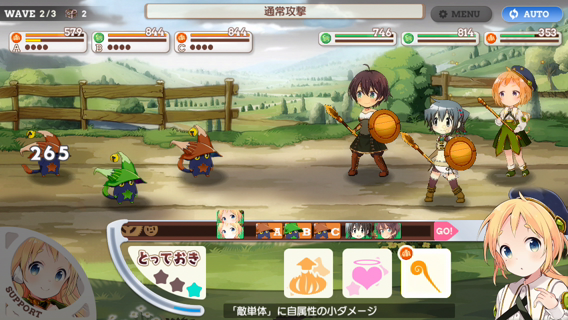 WAVE 2/3 2
通常攻撃
MENU
AUTO
579 844 844 746 814 353
A B C
265
A B C GO!
とっておき
SUPPORT
「敵単体」に自属性の小ダメージ